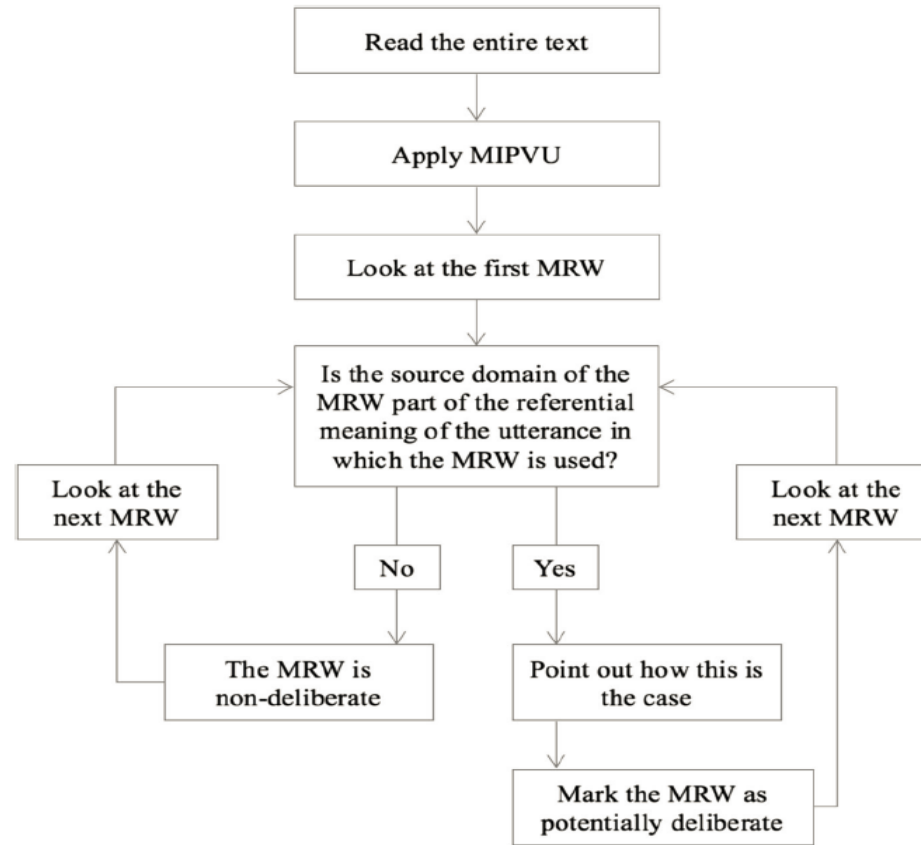 Read the entire text
Apply MIPVU
Look at the first MRW
Is the source domain of the
MRW part of the referential
meaning of the utterance in
which the MRW is used?
Look at the
next MRW
Look at the
next MRW
No
Yes
The MRW is
non-deliberate
Point out how this is
the case
Mark the MRW as
potentially deliberate